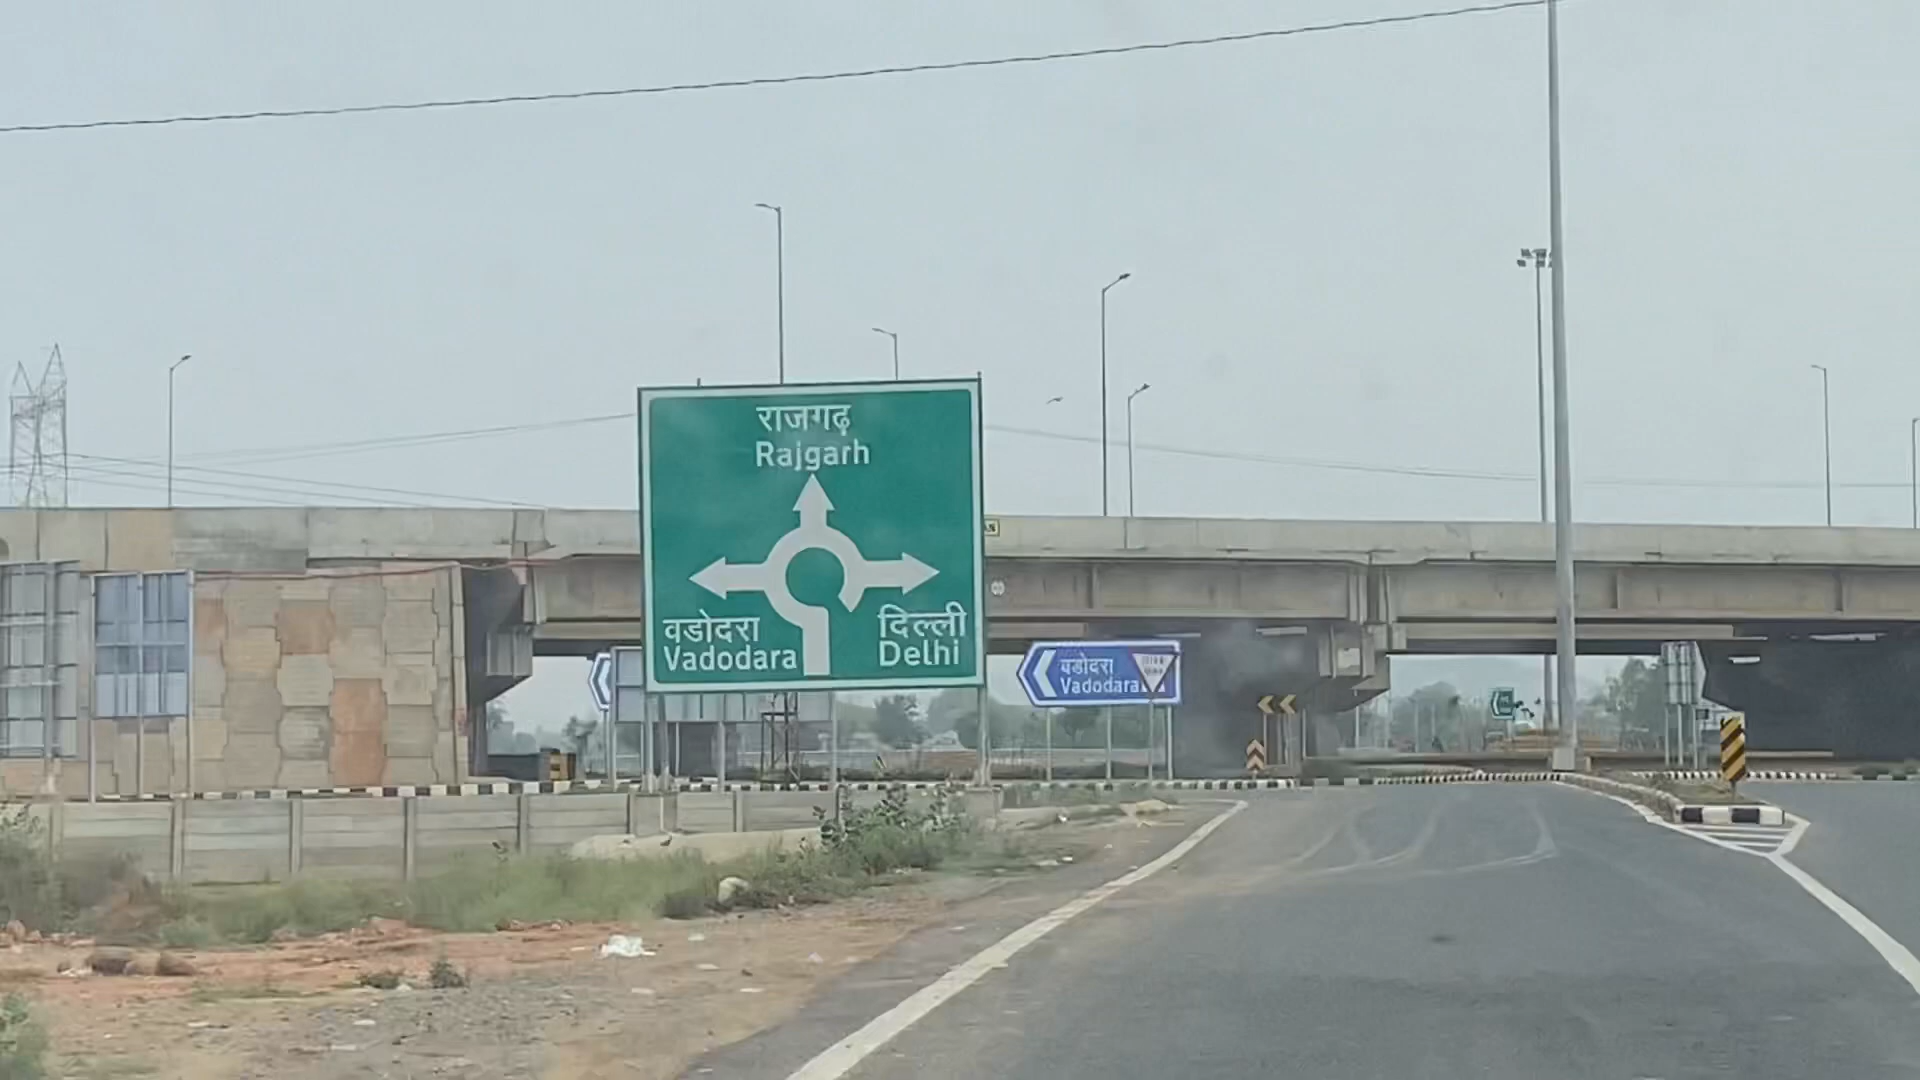 राजगढ़
Rajgarh
वडोदरा
Vadodara
दिल्ली
Delhi
वडोदरा
Vadodara